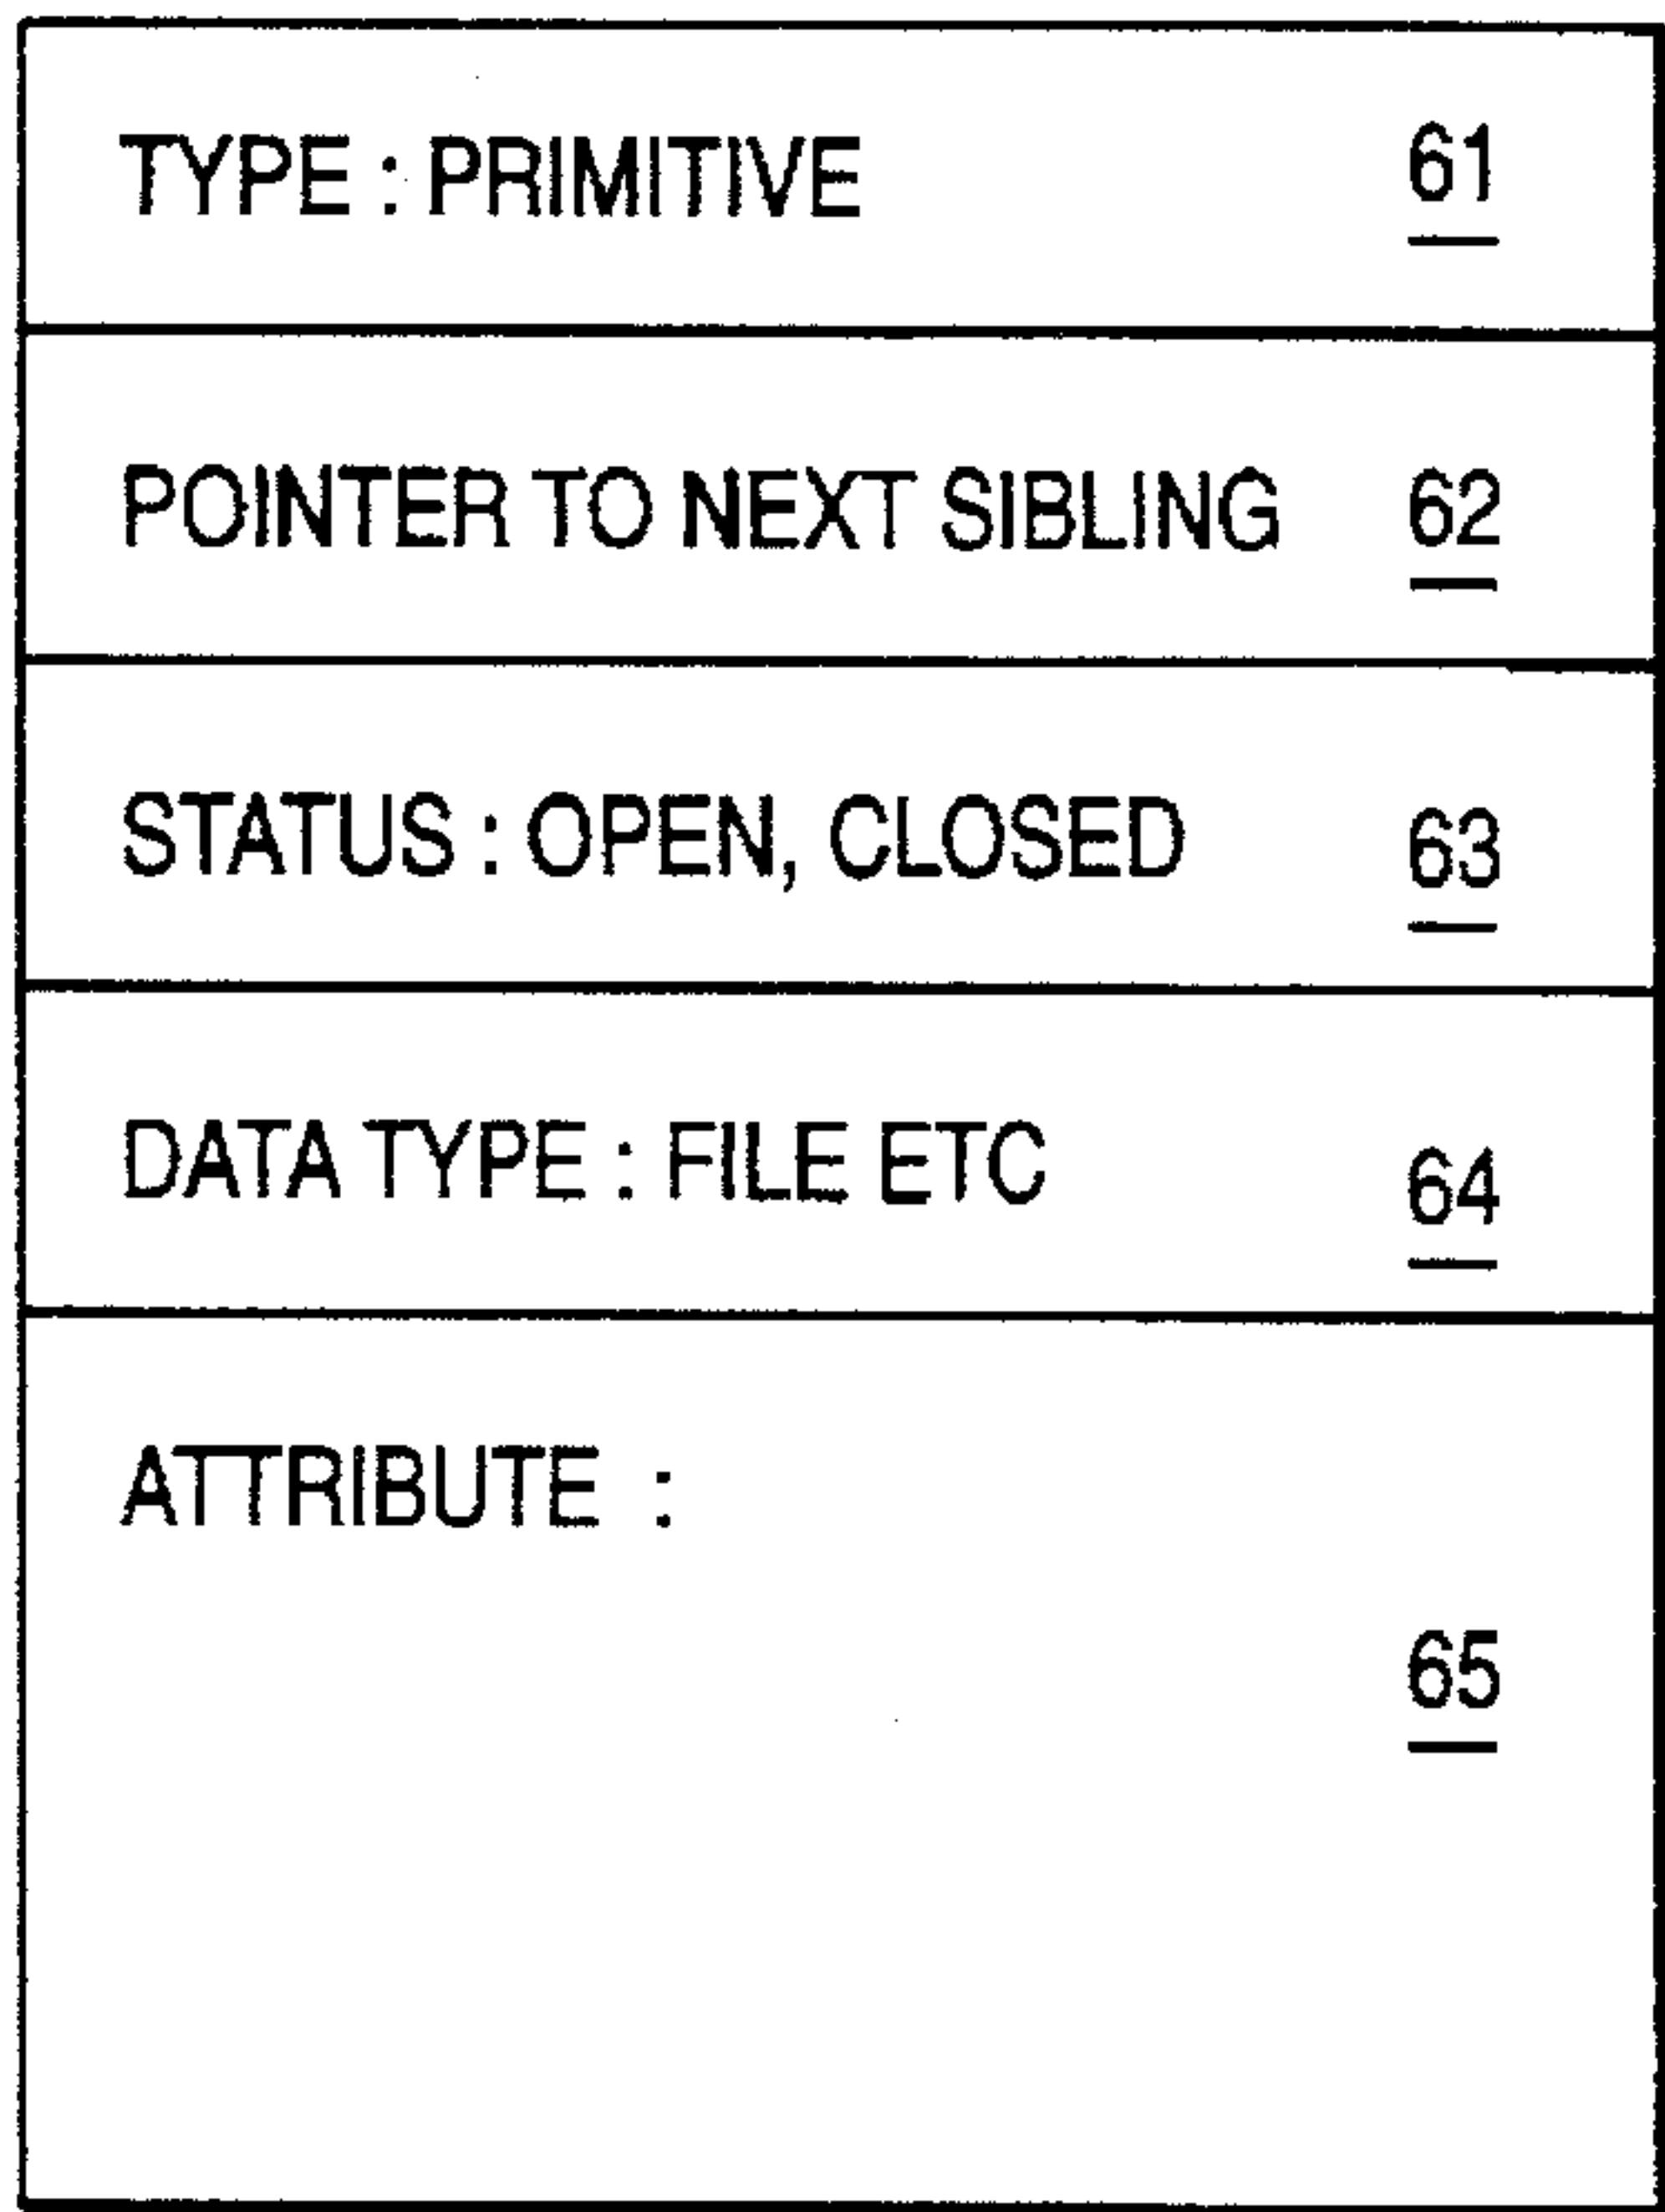 TYPE : PRIMITIVE 61
POINTER TO NEXT SIBLING 62
STATUS : OPEN, CLOSED 63
DATA TYPE : FILE ETC 64
ATTRIBUTE :
65